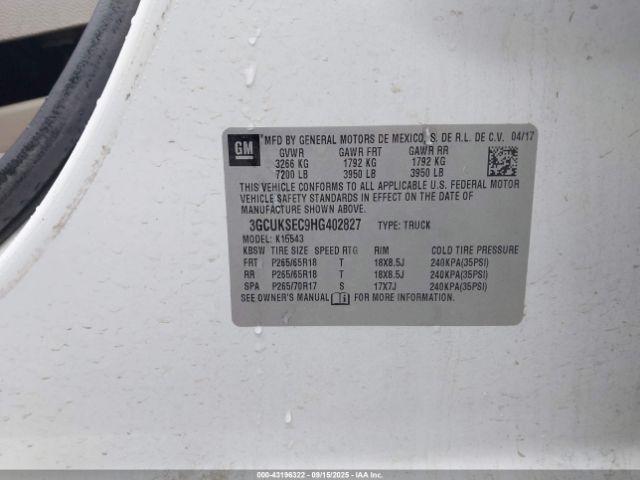 GM MFD BY GENERAL MOTORS DE MEXICO, S. DE R.L. DE C.V. 04/17
GVWR GAWR FRT GAWR RR
3266 KG 1792 KG 1792 KG
7200 LB 3950 LB 3950 LB
THIS VEHICLE CONFORMS TO ALL APPLICABLE U.S. FEDERAL MOTOR
VEHICLE SAFETY STANDARDS IN EFFECT ON THE DATE OF
MANUFACTURE SHOWN ABOVE.
3GCUKSEC9HG402827 TYPE: TRUCK
MODEL: K15543
KBSW TIRE SIZE SPEED RTG RIM COLD TIRE PRESSURE
FRT P265/65R18 T 18X8.5J 240KPA(35PSI)
RR P265/65R18 T 18X8.5J 240KPA(35PSI)
SPA P265/70R17 S 17X7J 240KPA(35PSI)
SEE OWNER'S MANUAL FOR MORE INFORMATION.
000-43196322 - 09/15/2025 - COPYRIGHT IAA, LLC.